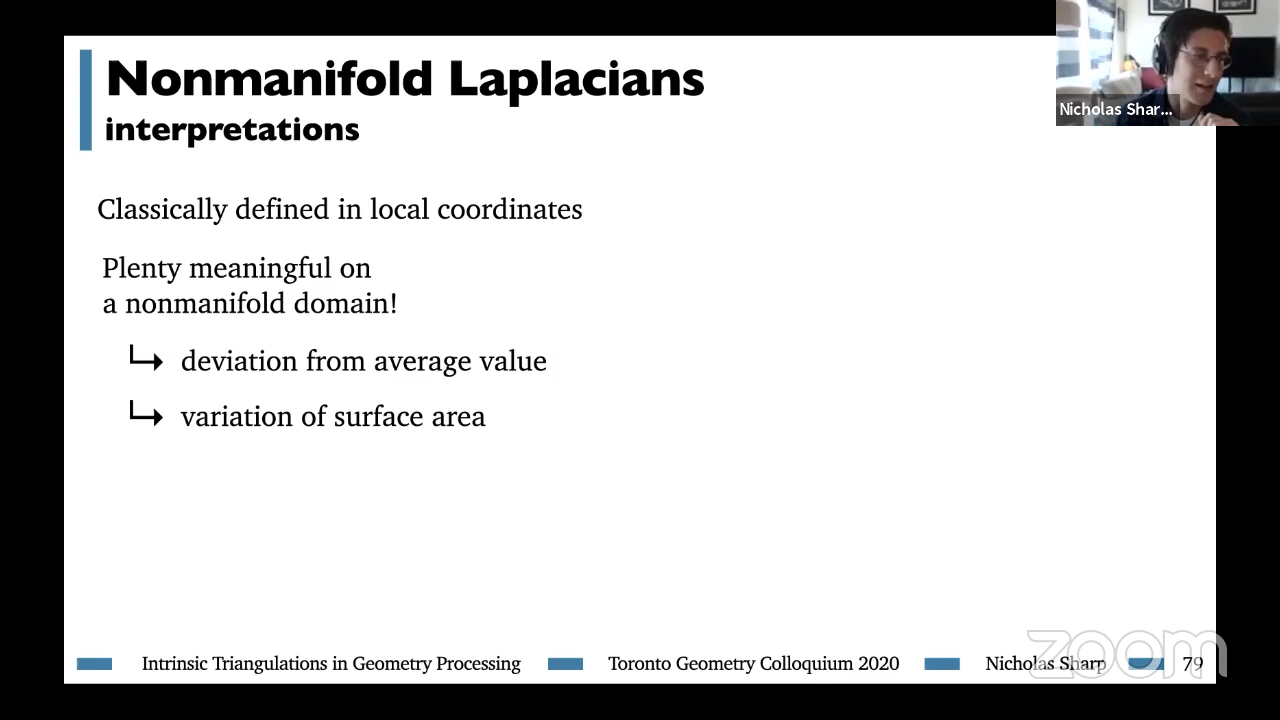 Nonmanifold Laplacians
interpretations
Nicholas Shar...
Classically defined in local coordinates
Plenty meaningful on
a nonmanifold domain!
deviation from average value
variation of surface area
Intrinsic Triangulations in Geometry Processing
Toronto Geometry Colloquium 2020
Nicholas Sharp
79
zoom